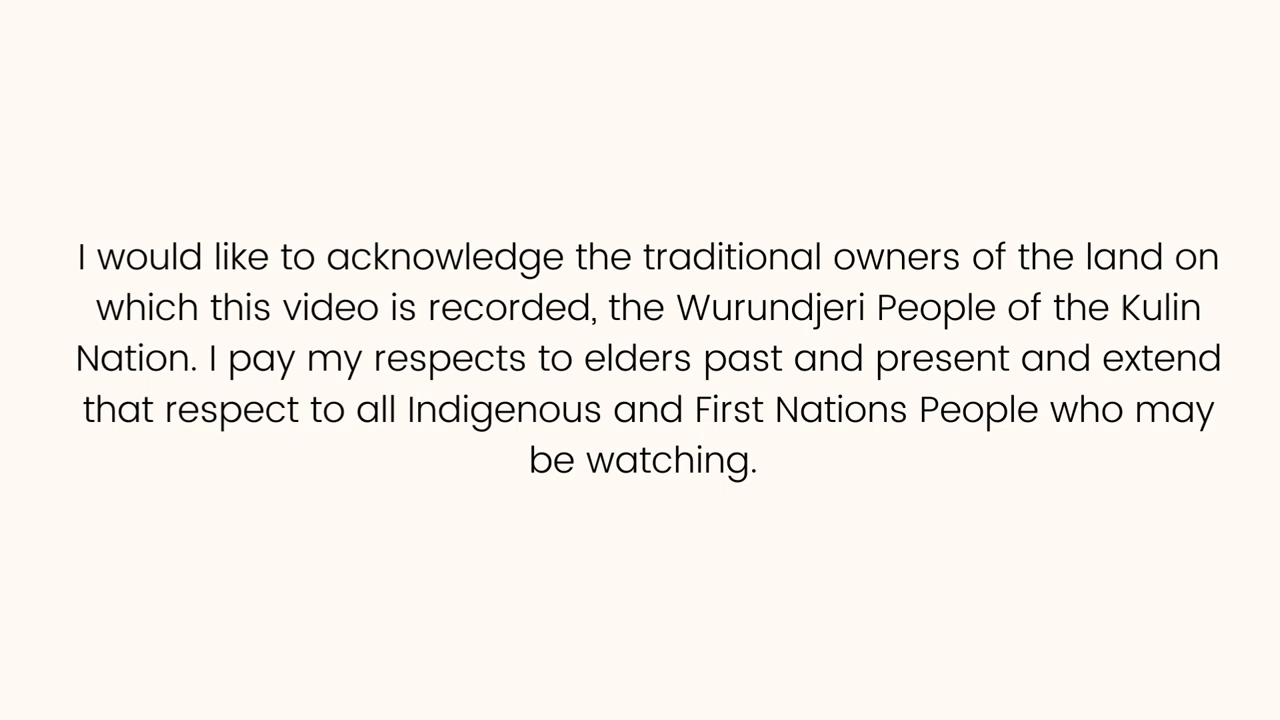 I would like to acknowledge the traditional owners of the land on
which this video is recorded, the Wurundjeri People of the Kulin
Nation. I pay my respects to elders past and present and extend
that respect to all Indigenous and First Nations People who may
be watching.